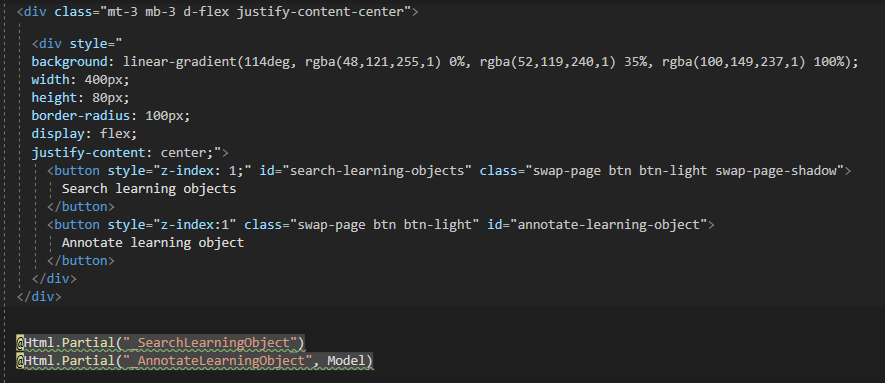 <div class="mt-3 mb-3 d-flex justify-content-center">
<div style="
background: linear-gradient(114deg, rgba(48,121,255,1) 0%, rgba(52,119,240,1) 35%, rgba(100,149,237,1) 100%);
width: 400px;
height: 80px;
border-radius: 100px;
display: flex;
justify-content: center;">
<button style="z-index: 1;" id="search-learning-objects" class="swap-page btn btn-light swap-page-shadow">
Search learning objects
</button>
<button style="z-index:1" class="swap-page btn btn-light" id="annotate-learning-object">
Annotate learning object
</button>
</div>
</div>
@Html.Partial("_SearchLearningObject")
@Html.Partial("_AnnotateLearningObject", Model)